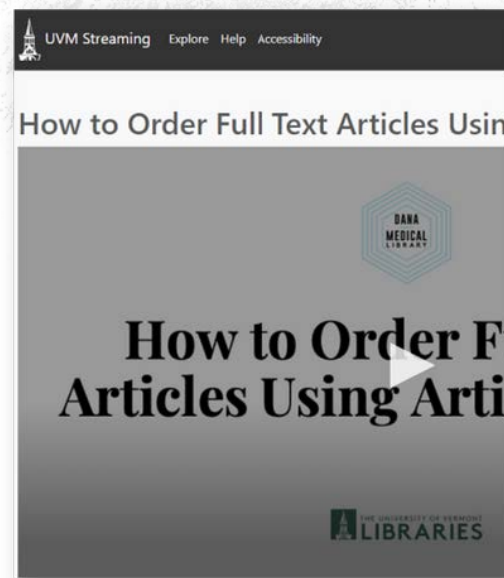 UVM Streaming Explore Help Accessibility
How to Order Full Text Articles Usin
DANA
MEDICAL
LIBRARY
How to Order F
Articles Using Arti
THE UNIVERSITY OF VERMONT
LIBRARIES